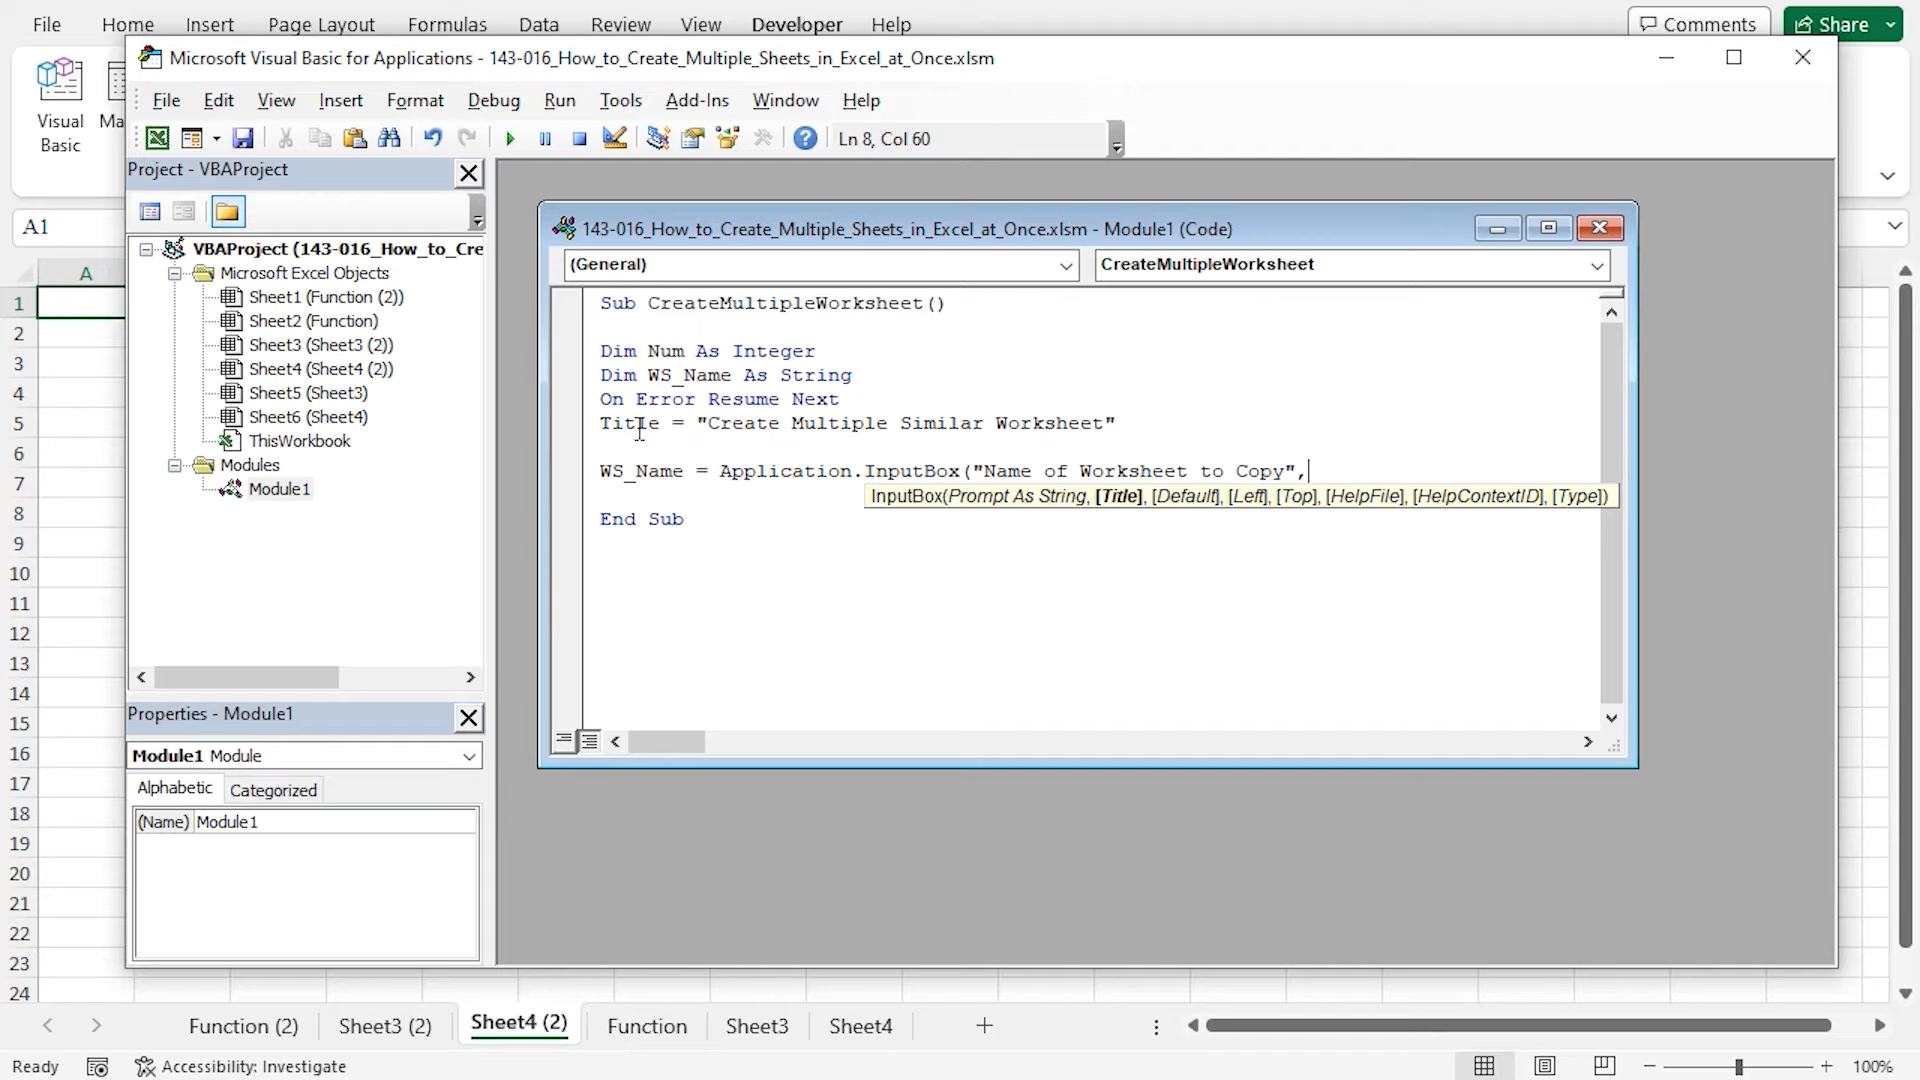 File Home Insert Page Layout Formulas Data Review View Developer Help Comments Share
Microsoft Visual Basic for Applications - 143-016_How_to_Create_Multiple_Sheets_in_Excel_at_Once.xlsm
Visual
Basic
Ma
File Edit View Insert Format Debug Run Tools Add-Ins Window Help
Ln 8, Col 60
Project - VBAProject
A1
VBAProject (143-016_How_to_Cre
Microsoft Excel Objects
Sheet1 (Function (2))
Sheet2 (Function)
Sheet3 (Sheet3 (2))
Sheet4 (Sheet4 (2))
Sheet5 (Sheet3)
Sheet6 (Sheet4)
ThisWorkbook
Modules
Module1
143-016_How_to_Create_Multiple_Sheets_in_Excel_at_Once.xlsm - Module1 (Code)
(General) CreateMultipleWorksheet
Sub CreateMultipleWorksheet()
Dim Num As Integer
Dim WS_Name As String
On Error Resume Next
Title = "Create Multiple Similar Worksheet"
WS_Name = Application.InputBox("Name of Worksheet to Copy",
InputBox(Prompt As String, [Title], [Default], [Left], [Top], [HelpFile], [HelpContextID], [Type])
End Sub
Properties - Module1
Module1 Module
Alphabetic Categorized
(Name) Module1
A
1
2
3
4
5
6
7
8
9
10
11
12
13
14
15
16
17
18
19
20
21
22
23
24
Function (2) Sheet3 (2) Sheet4 (2) Function Sheet3 Sheet4
Ready Accessibility: Investigate 100%